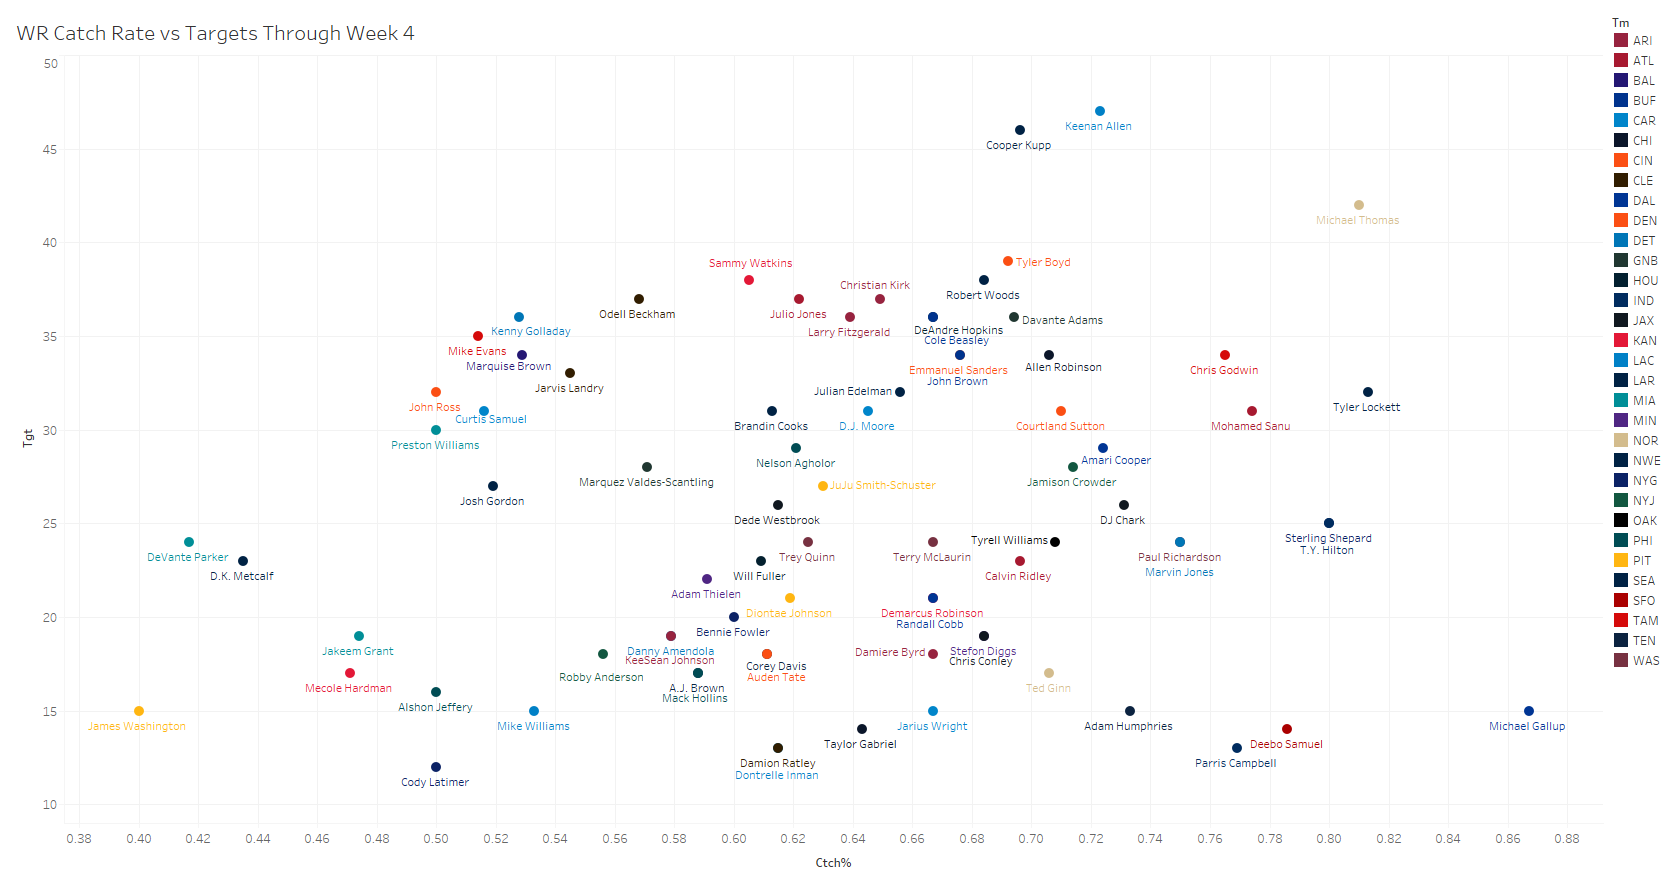 WR Catch Rate vs Targets Through Week 4
Tm
ARI
ATL
BAL
BUF
CAR
CHI
CIN
CLE
DAL
DEN
DET
GNB
HOU
IND
JAX
KAN
LAC
LAR
MIA
MIN
NOR
NWE
NYG
NYJ
OAK
PHI
PIT
SEA
SFO
TAM
TEN
WAS
50
45
40
35
30
25
20
15
10
Tgt
Keenan Allen
Cooper Kupp
Michael Thomas
Sammy Watkins
Tyler Boyd
Christian Kirk
Robert Woods
Odell Beckham
Julio Jones
Davante Adams
Kenny Golladay
Larry Fitzgerald
DeAndre Hopkins
Cole Beasley
Mike Evans
Marquise Brown
Emmanuel Sanders
John Brown
Allen Robinson
Chris Godwin
Jarvis Landry
Julian Edelman
John Ross
Tyler Lockett
Curtis Samuel
Brandin Cooks
D.J. Moore
Courtland Sutton
Mohamed Sanu
Preston Williams
Nelson Agholor
Amari Cooper
Marquez Valdes-Scantling
Jamison Crowder
Josh Gordon
JuJu Smith-Schuster
Dede Westbrook
DJ Chark
Sterling Shepard
T.Y. Hilton
DeVante Parker
Trey Quinn
Terry McLaurin
Tyrell Williams
Paul Richardson
Marvin Jones
D.K. Metcalf
Will Fuller
Calvin Ridley
Adam Thielen
Diontae Johnson
Demarcus Robinson
Randall Cobb
Bennie Fowler
Jakeem Grant
Danny Amendola
KeeSean Johnson
Damiere Byrd
Stefon Diggs
Chris Conley
Robby Anderson
Corey Davis
Auden Tate
Mecole Hardman
A.J. Brown
Mack Hollins
Ted Ginn
Alshon Jeffery
James Washington
Mike Williams
Jarius Wright
Adam Humphries
Michael Gallup
Taylor Gabriel
Deebo Samuel
Damion Ratley
Dontrelle Inman
Parris Campbell
Cody Latimer
0.38 0.40 0.42 0.44 0.46 0.48 0.50 0.52 0.54 0.56 0.58 0.60 0.62 0.64 0.66 0.68 0.70 0.72 0.74 0.76 0.78 0.80 0.82 0.84 0.86 0.88
Ctch%